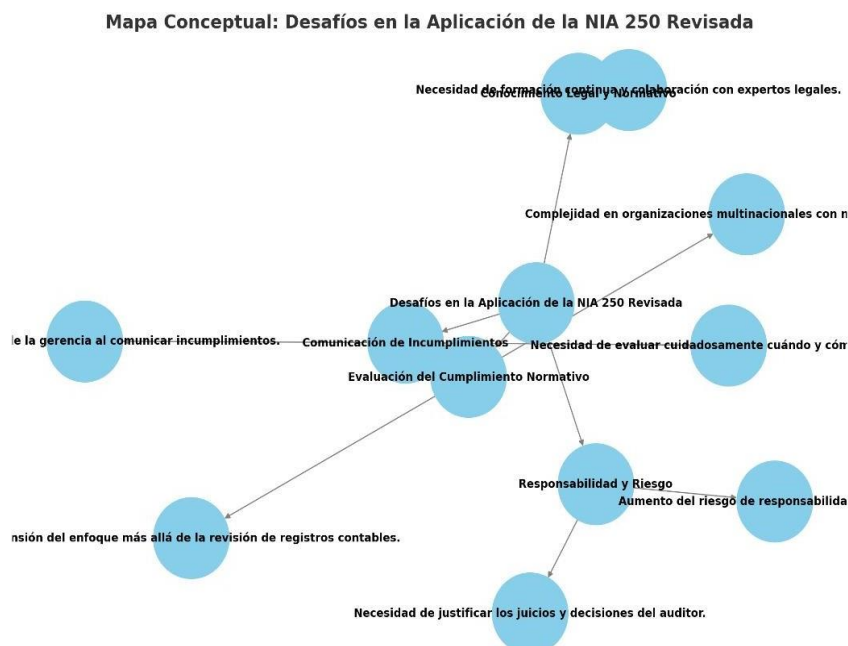 Mapa Conceptual: Desafíos en la Aplicación de la NIA 250 Revisada
Necesidad de formación continua y colaboración con expertos legales.
Conocimiento Legal y Normativo
Complejidad en organizaciones multinacionales con
Desafíos en la Aplicación de la NIA 250 Revisada
de la gerencia al comunicar incumplimientos.
Comunicación de Incumplimientos
Necesidad de evaluar cuidadosamente cuándo y
Evaluación del Cumplimiento Normativo
Responsabilidad y Riesgo
Aumento del riesgo de responsabilida
nsión del enfoque más allá de la revisión de registros contables.
Necesidad de justificar los juicios y decisiones del auditor.